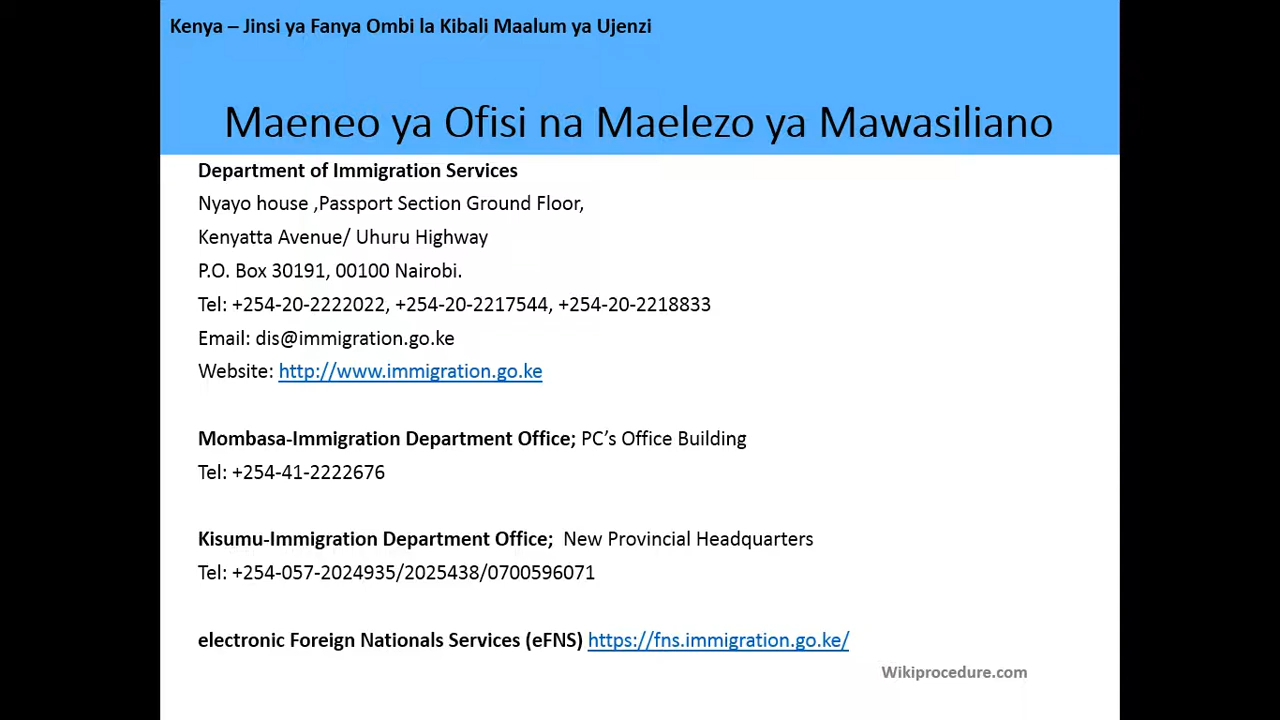 Kenya – Jinsi ya Fanya Ombi la Kibali Maalum ya Ujenzi
Maeneo ya Ofisi na Maelezo ya Mawasiliano
Department of Immigration Services
Nyayo house ,Passport Section Ground Floor,
Kenyatta Avenue/ Uhuru Highway
P.O. Box 30191, 00100 Nairobi.
Tel: +254-20-2222022, +254-20-2217544, +254-20-2218833
Email: dis@immigration.go.ke
Website: http://www.immigration.go.ke
Mombasa-Immigration Department Office; PC’s Office Building
Tel: +254-41-2222676
Kisumu-Immigration Department Office;  New Provincial Headquarters
Tel: +254-057-2024935/2025438/0700596071
electronic Foreign Nationals Services (eFNS) https://fns.immigration.go.ke/
Wikiprocedure.com